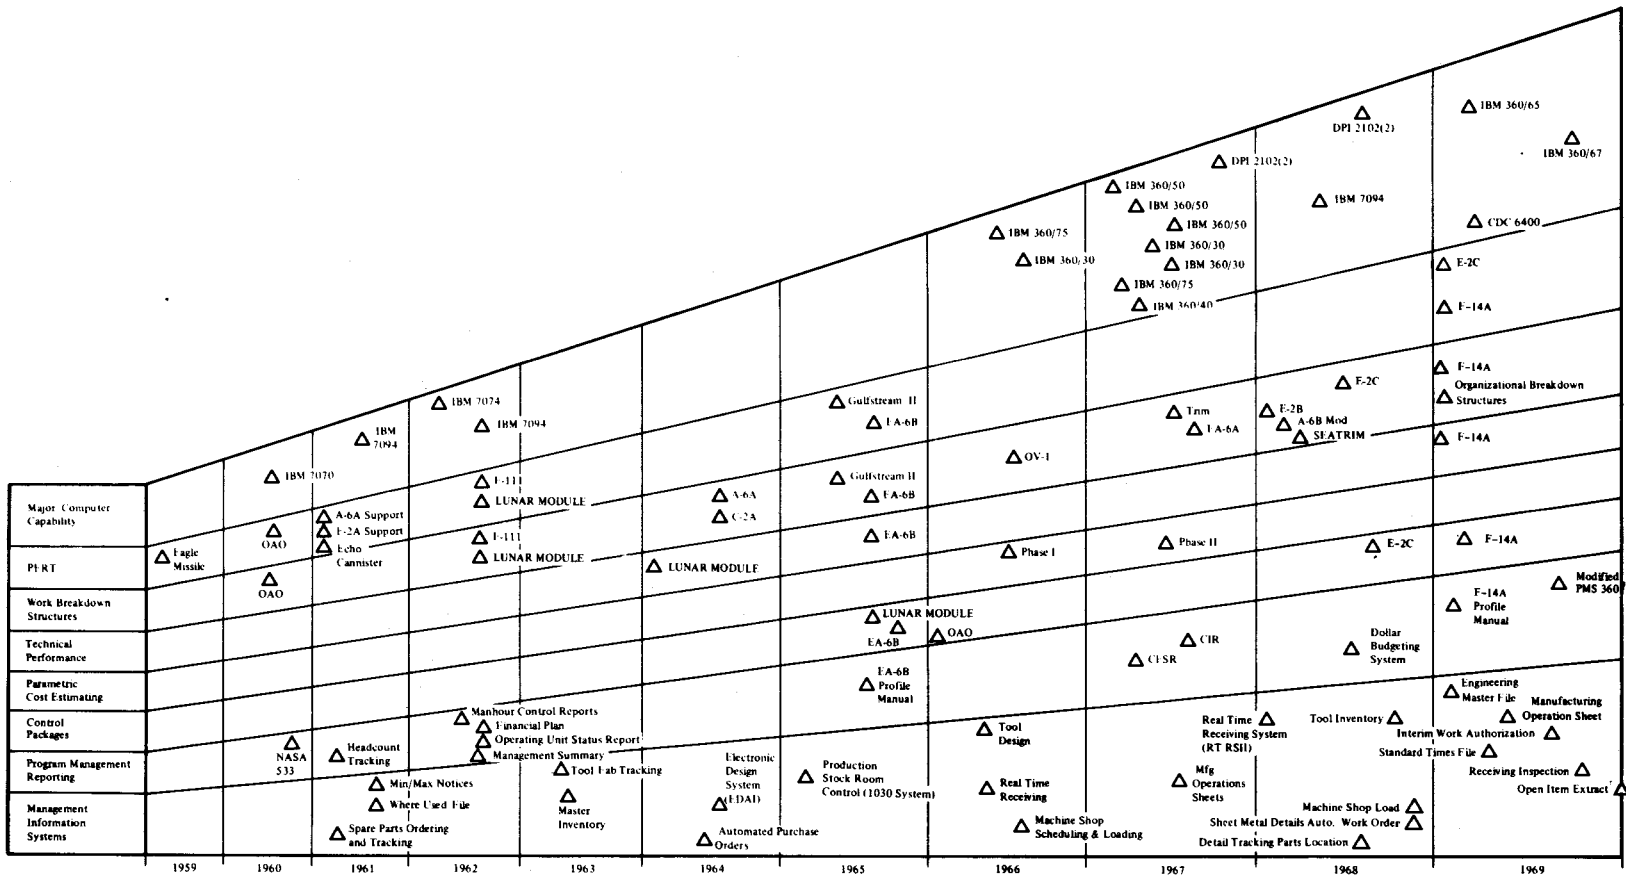 Major Computer
Capability
PERT
Work Breakdown
Structures
Technical
Performance
Parametric
Cost Estimating
Control
Packages
Program Management
Reporting
Management
Information
Systems
Eagle
Missile
IBM 7070
OAO
OAO
NASA
533
IBM
7094
A-6A Support
E-2A Support
Echo
Cannister
Headcount
Tracking
Min/Max Notices
Where Used File
Spare Parts Ordering
and Tracking
IBM 7074
IBM 7094
F-111
LUNAR MODULE
F-111
LUNAR MODULE
Manhour Control Reports
Financial Plan
Operating Unit Status Report
Management Summary
Tool Fab Tracking
Master
Inventory
A-6A
C-2A
LUNAR MODULE
Electronic
Design
System
(EDAI)
Automated Purchase
Orders
Gulfstream II
EA-6B
Gulfstream II
EA-6B
EA-6B
LUNAR MODULE
EA-6B
EA-6B
Profile
Manual
Production
Stock Room
Control (1030 System)
IBM 360/75
IBM 360/30
OV-1
Phase I
OAO
Tool
Design
Real Time
Receiving
Machine Shop
Scheduling & Loading
DPI 2102(2)
IBM 360/50
IBM 360/50
IBM 360/50
IBM 360/30
IBM 360/30
IBM 360/75
IBM 360/40
Trim
EA-6A
Phase II
CIR
CFSR
Real Time
Receiving System
(RT RSH)
Mfg
Operations
Sheets
DPI 2102(2)
IBM 7094
E-2C
E-2B
A-6B Mod
SEATRIM
E-2C
Dollar
Budgeting
System
Tool Inventory
Machine Shop Load
Sheet Metal Details Auto. Work Order
Detail Tracking Parts Location
IBM 360/65
IBM 360/67
CDC 6400
E-2C
F-14A
F-14A
Organizational Breakdown
Structures
F-14A
F-14A
Modified
PMS 360
F-14A
Profile
Manual
Engineering
Master File
Manufacturing
Operation Sheet
Interim Work Authorization
Standard Times File
Receiving Inspection
Open Item Extract
1959
1960
1961
1962
1963
1964
1965
1966
1967
1968
1969